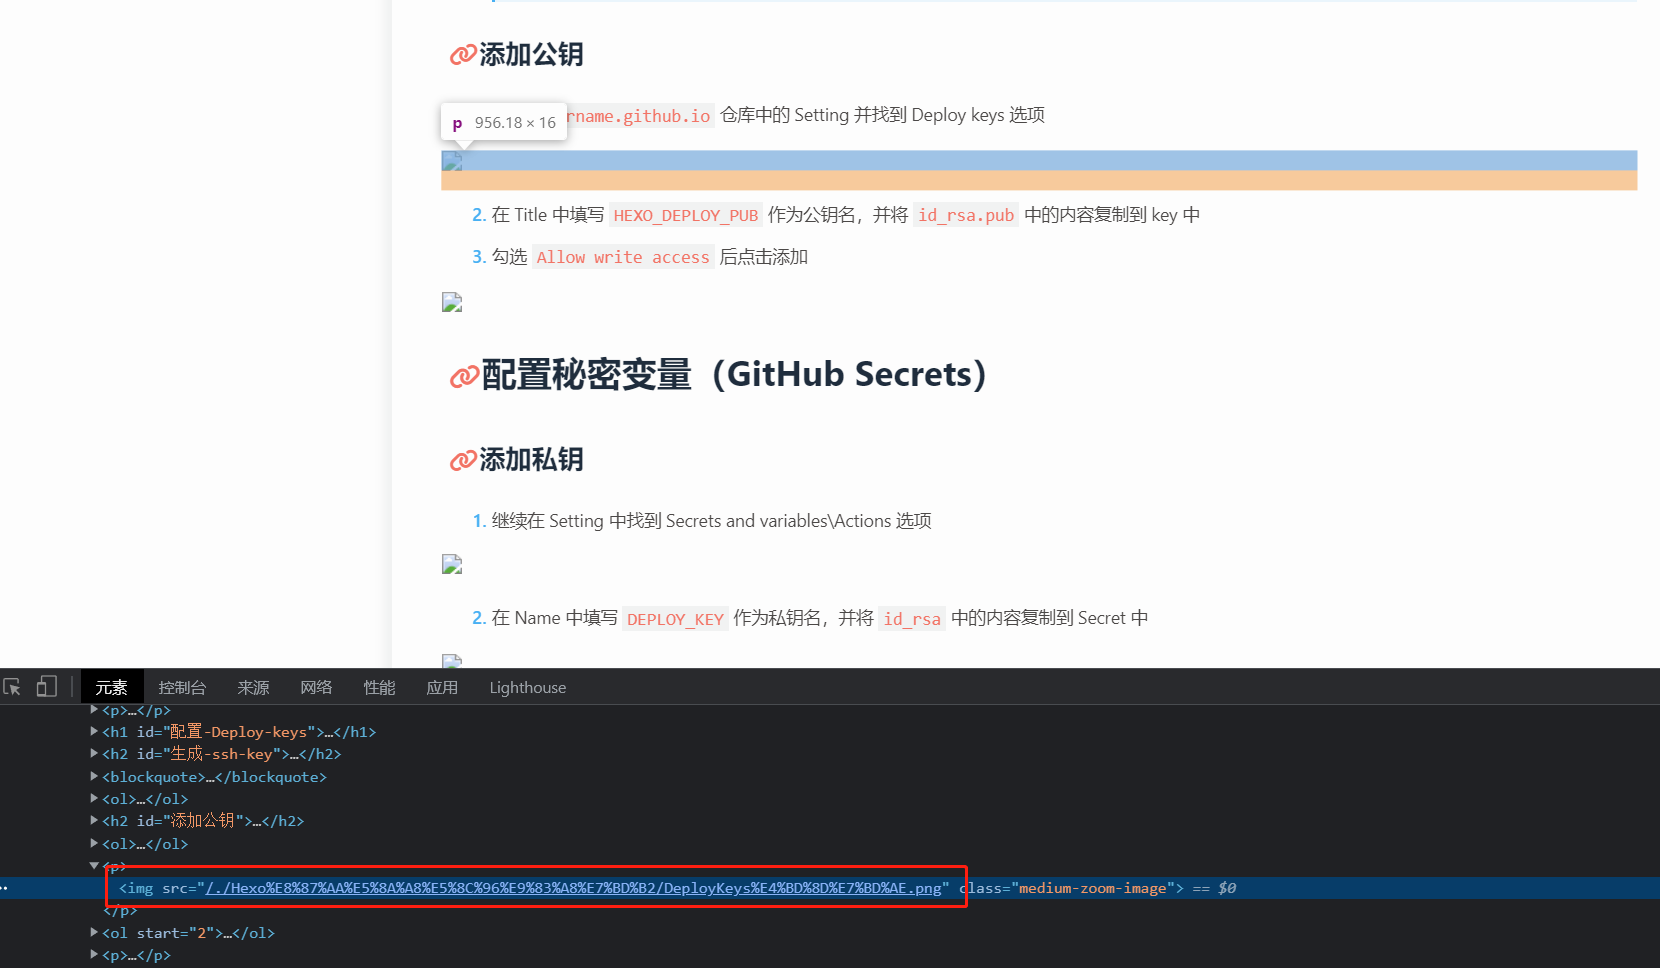 添加公钥
p 956.18 × 16
rname.github.io 仓库中的 Setting 并找到 Deploy keys 选项
2. 在 Title 中填写 HEXO_DEPLOY_PUB 作为公钥名，并将 id_rsa.pub 中的内容复制到 key 中
3. 勾选 Allow write access 后点击添加
配置秘密变量（GitHub Secrets）
添加私钥
1. 继续在 Setting 中找到 Secrets and variables\Actions 选项
2. 在 Name 中填写 DEPLOY_KEY 作为私钥名，并将 id_rsa 中的内容复制到 Secret 中
元素 控制台 来源 网络 性能 应用 Lighthouse
<p>…</p>
<h1 id="配置-Deploy-keys">…</h1>
<h2 id="生成-ssh-key">…</h2>
<blockquote>…</blockquote>
<ol>…</ol>
<h2 id="添加公钥">…</h2>
<ol>…</ol>
<p>
<img src="/./Hexo%E8%87%AA%E5%8A%A8%E5%8C%96%E9%83%A8%E7%BD%B2/DeployKeys%E4%BD%8D%E7%BD%AE.png" class="medium-zoom-image"> == $0
</p>
<ol start="2">…</ol>
<p>…</p>